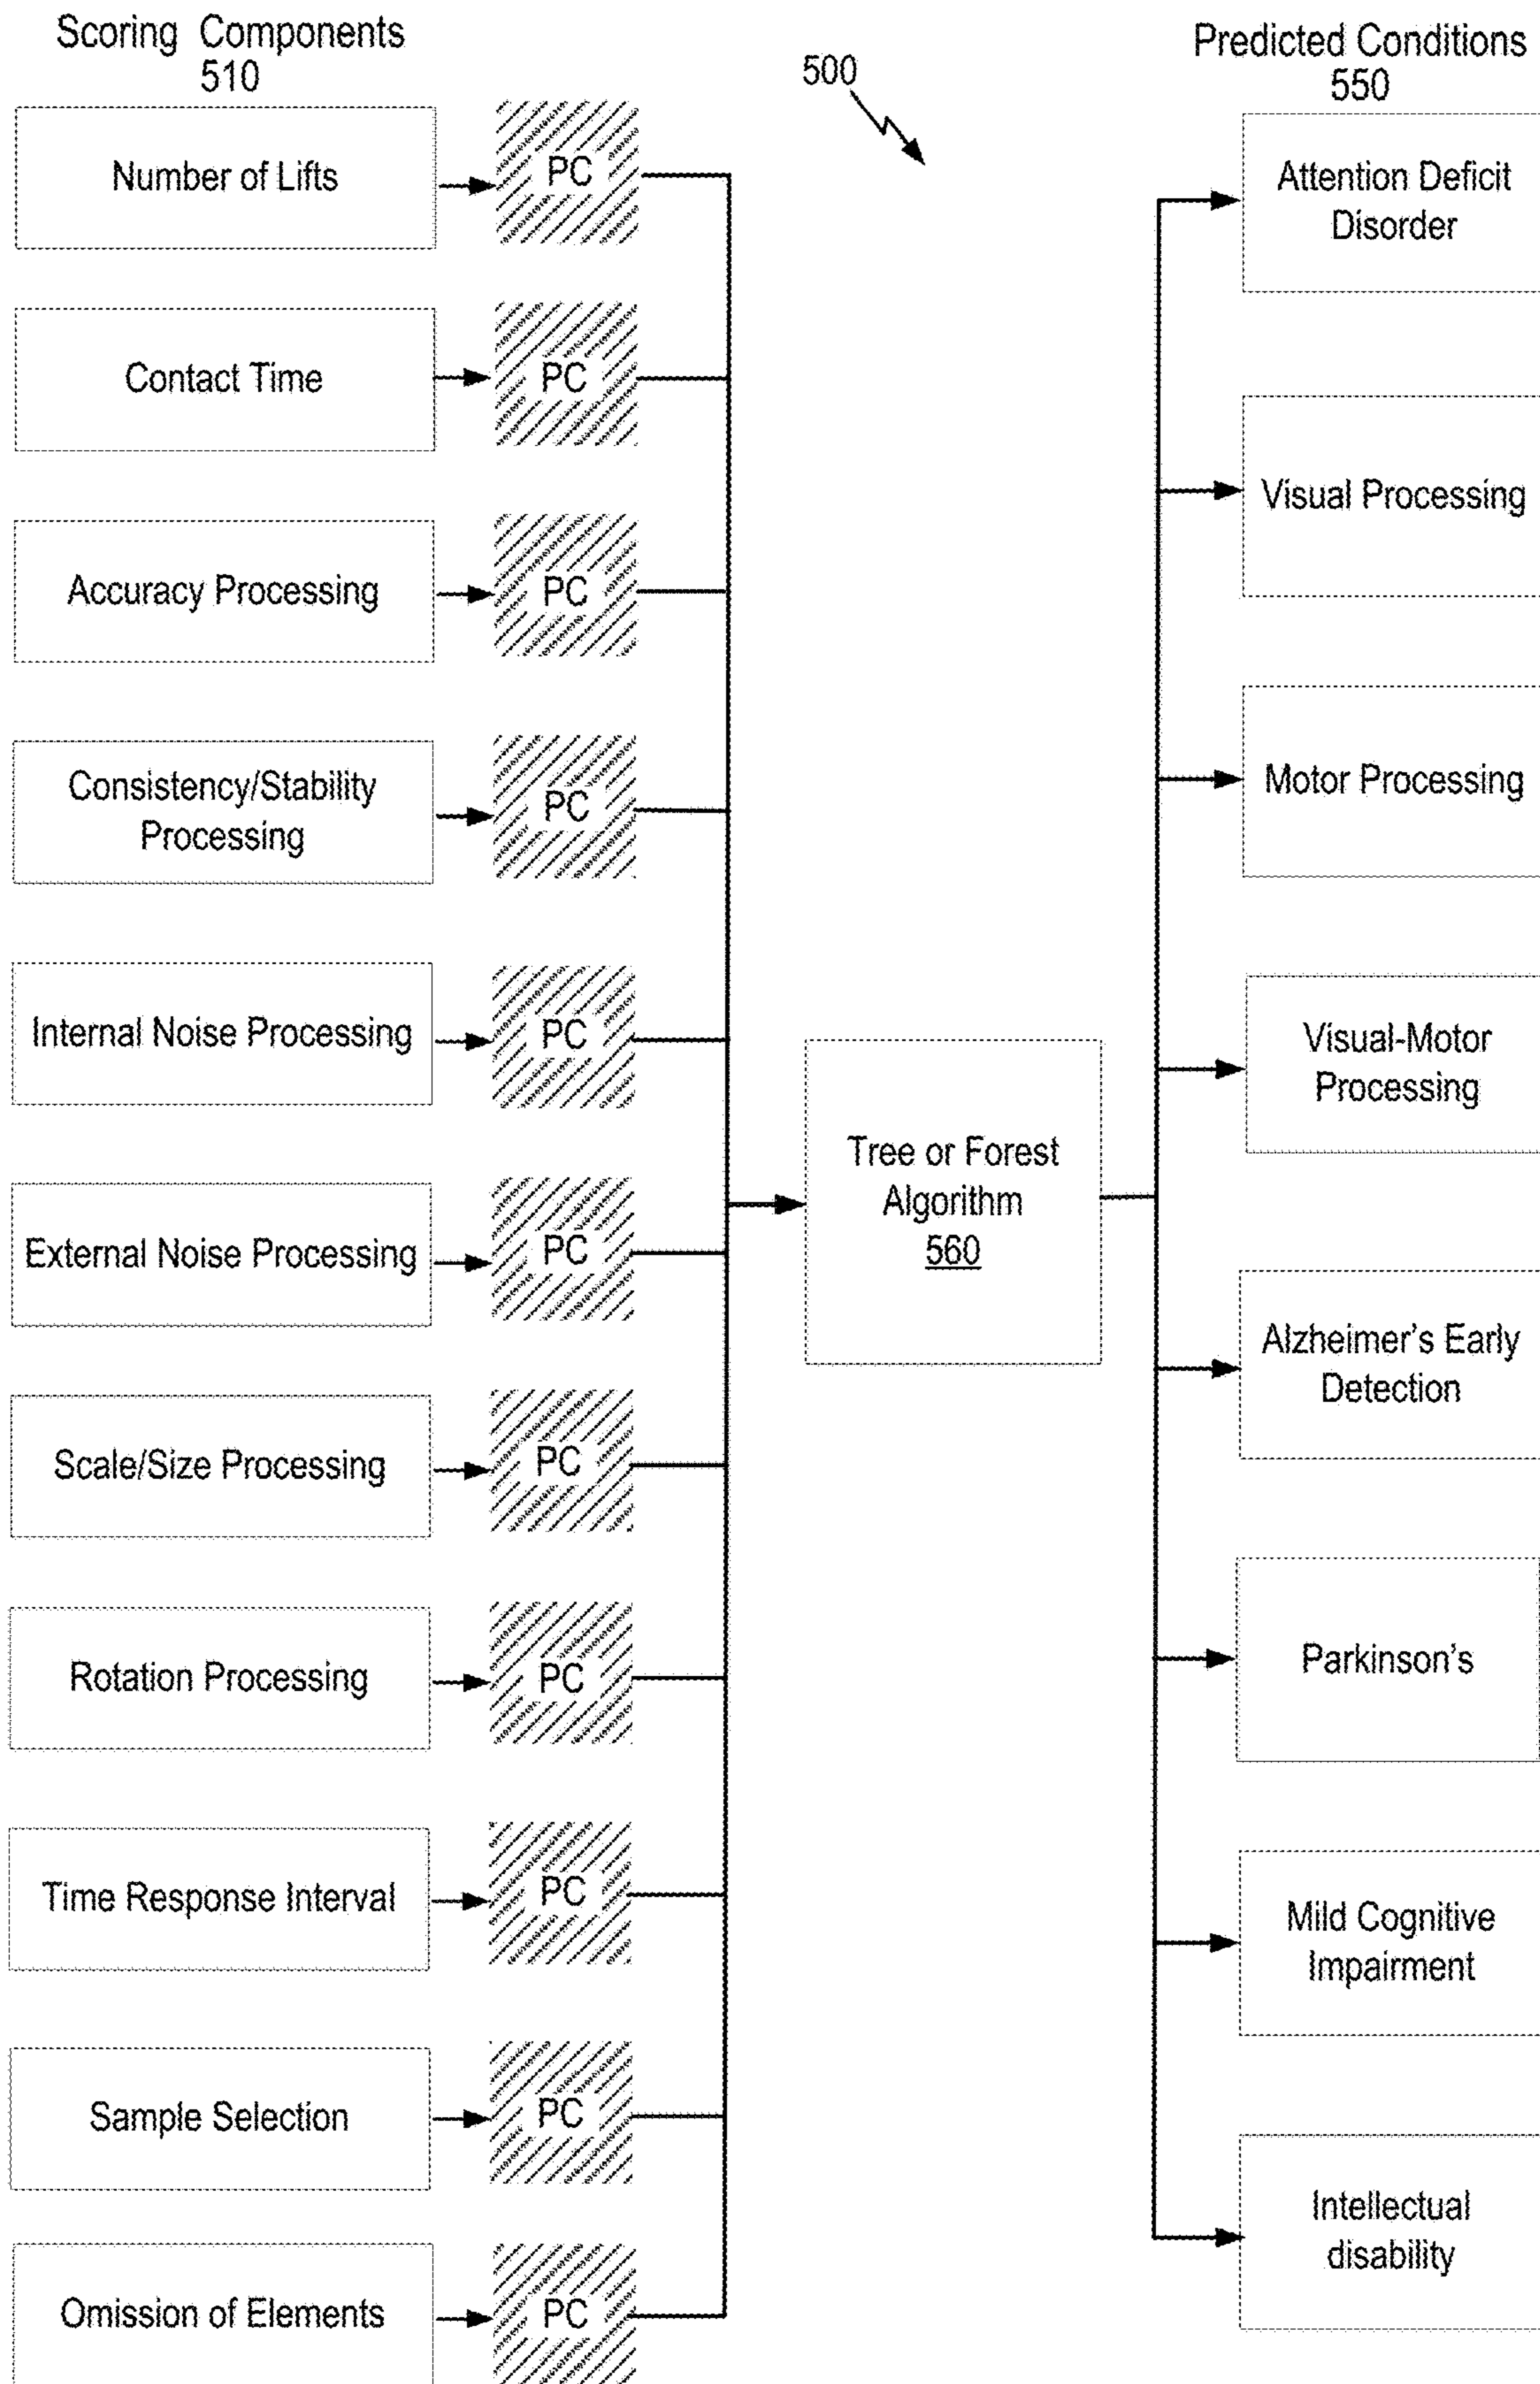 Scoring Components
510
500
Predicted Conditions
550
Number of Lifts
PC
Contact Time
PC
Accuracy Processing
PC
Consistency/Stability
Processing
PC
Internal Noise Processing
PC
External Noise Processing
PC
Scale/Size Processing
PC
Rotation Processing
PC
Time Response Interval
PC
Sample Selection
PC
Omission of Elements
PC
Tree or Forest
Algorithm
560
Attention Deficit
Disorder
Visual Processing
Motor Processing
Visual-Motor
Processing
Alzheimer's Early
Detection
Parkinson's
Mild Cognitive
Impairment
Intellectual
disability